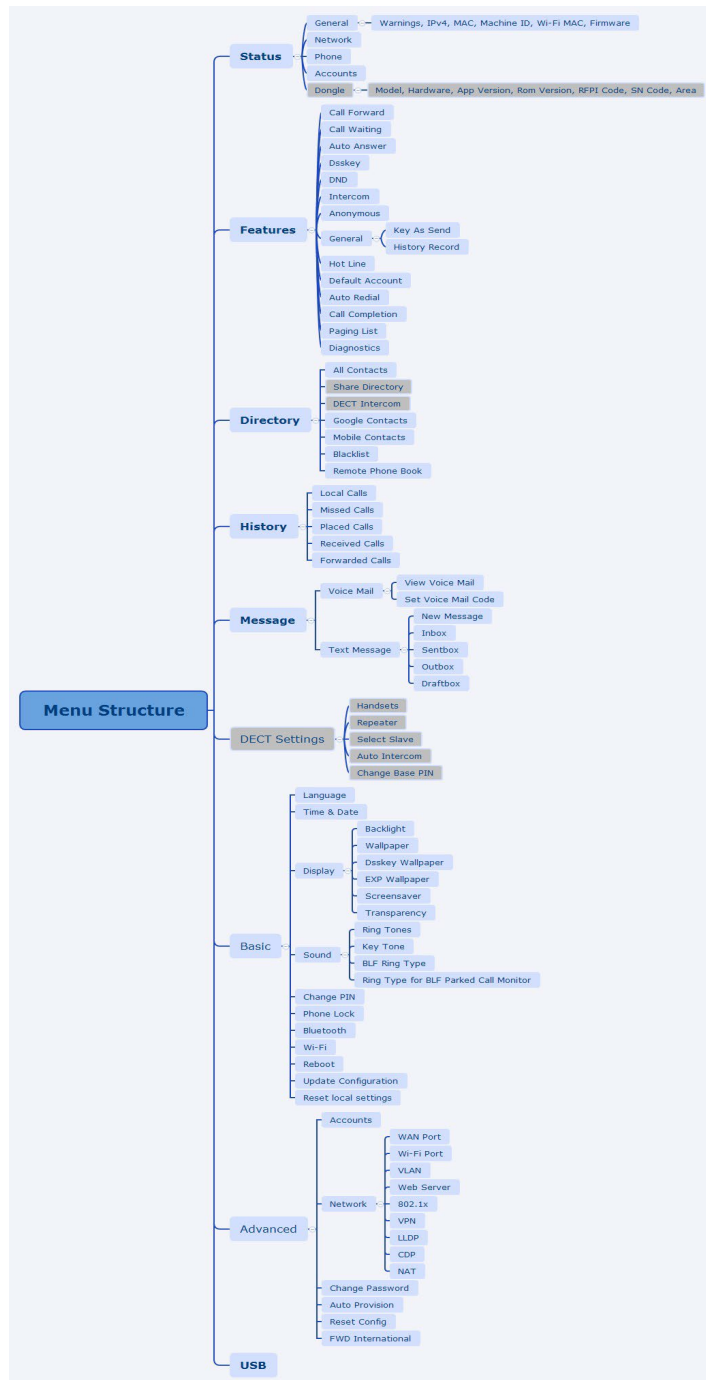 Menu Structure
Status
General
Warnings, IPv4, MAC, Machine ID, Wi-Fi MAC, Firmware
Network
Phone
Accounts
Dongle
Model, Hardware, App Version, Rom Version, RFPI Code, SN Code, Area
Features
Call Forward
Call Waiting
Auto Answer
Dsskey
DND
Intercom
Anonymous
General
Key As Send
History Record
Hot Line
Default Account
Auto Redial
Call Completion
Paging List
Diagnostics
Directory
All Contacts
Share Directory
DECT Intercom
Google Contacts
Mobile Contacts
Blacklist
Remote Phone Book
History
Local Calls
Missed Calls
Placed Calls
Received Calls
Forwarded Calls
Message
Voice Mail
View Voice Mail
Set Voice Mail Code
Text Message
New Message
Inbox
Sentbox
Outbox
Draftbox
DECT Settings
Handsets
Repeater
Select Slave
Auto Intercom
Change Base PIN
Basic
Language
Time & Date
Display
Backlight
Wallpaper
Dsskey Wallpaper
EXP Wallpaper
Screensaver
Transparency
Sound
Ring Tones
Key Tone
BLF Ring Type
Ring Type for BLF Parked Call Monitor
Change PIN
Phone Lock
Bluetooth
Wi-Fi
Reboot
Update Configuration
Reset local settings
Advanced
Accounts
Network
WAN Port
Wi-Fi Port
VLAN
Web Server
802.1x
VPN
LLDP
CDP
NAT
Change Password
Auto Provision
Reset Config
FWD International
USB